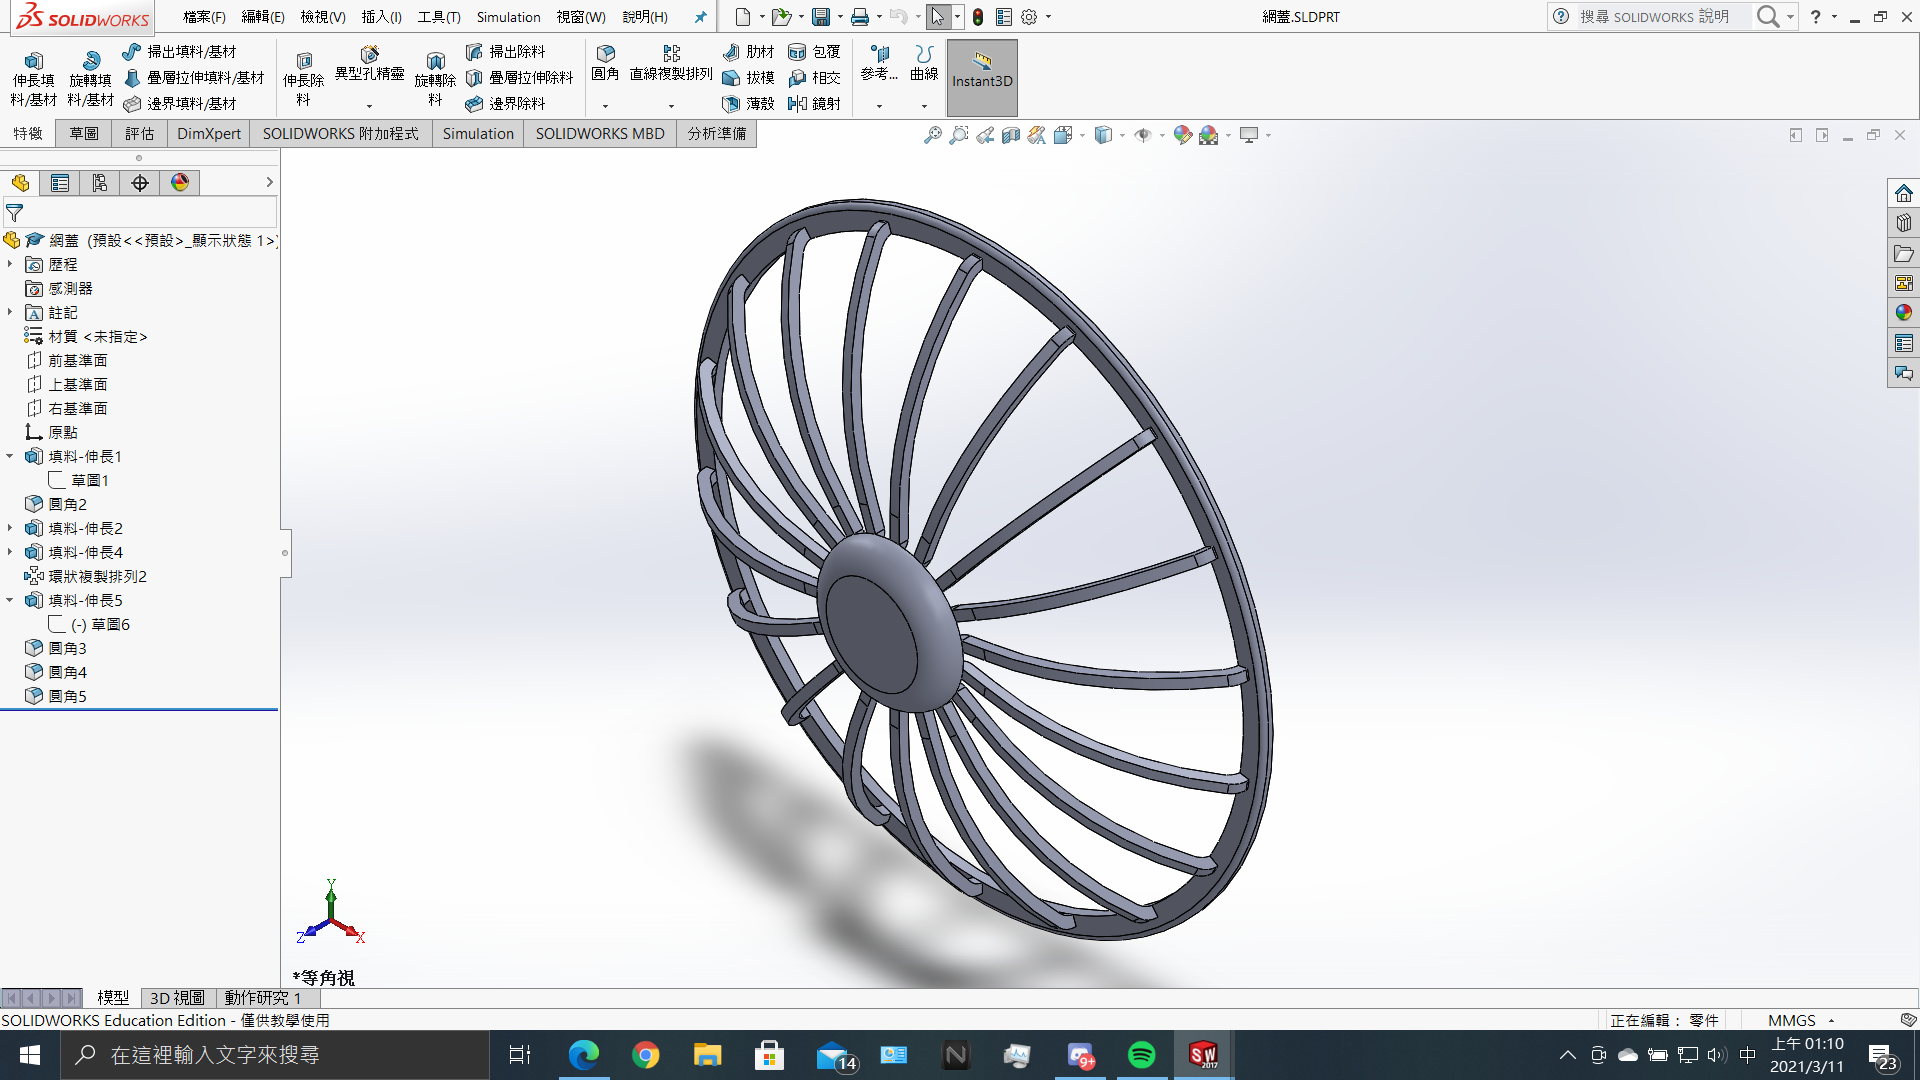 SOLIDWORKS
檔案(F) 編輯(E) 檢視(V) 插入(I) 工具(T) Simulation 視窗(W) 說明(H)
網蓋.SLDPRT
搜尋 SOLIDWORKS 說明
伸長填料/基材
旋轉填料/基材
掃出填料/基材
疊層拉伸填料/基材
邊界填料/基材
伸長除料
異型孔精靈
旋轉除料
掃出除料
疊層拉伸除料
邊界除料
圓角
直線複製排列
肋材
拔模
薄殼
包覆
相交
鏡射
參考...
曲線
Instant3D
特徵 草圖 評估 DimXpert SOLIDWORKS 附加程式 Simulation SOLIDWORKS MBD 分析準備
網蓋 (預設<<預設>_顯示狀態 1>)
歷程
感測器
註記
材質 <未指定>
前基準面
上基準面
右基準面
原點
填料-伸長1
草圖1
圓角2
填料-伸長2
填料-伸長4
環狀複製排列2
填料-伸長5
(-) 草圖6
圓角3
圓角4
圓角5
Y
Z
X
*等角視
模型 3D 視圖 動作研究 1
SOLIDWORKS Education Edition - 僅供教學使用
正在編輯： 零件
MMGS
在這裡輸入文字來搜尋
14
9+
SW
2017
中
上午 01:10
2021/3/11
23